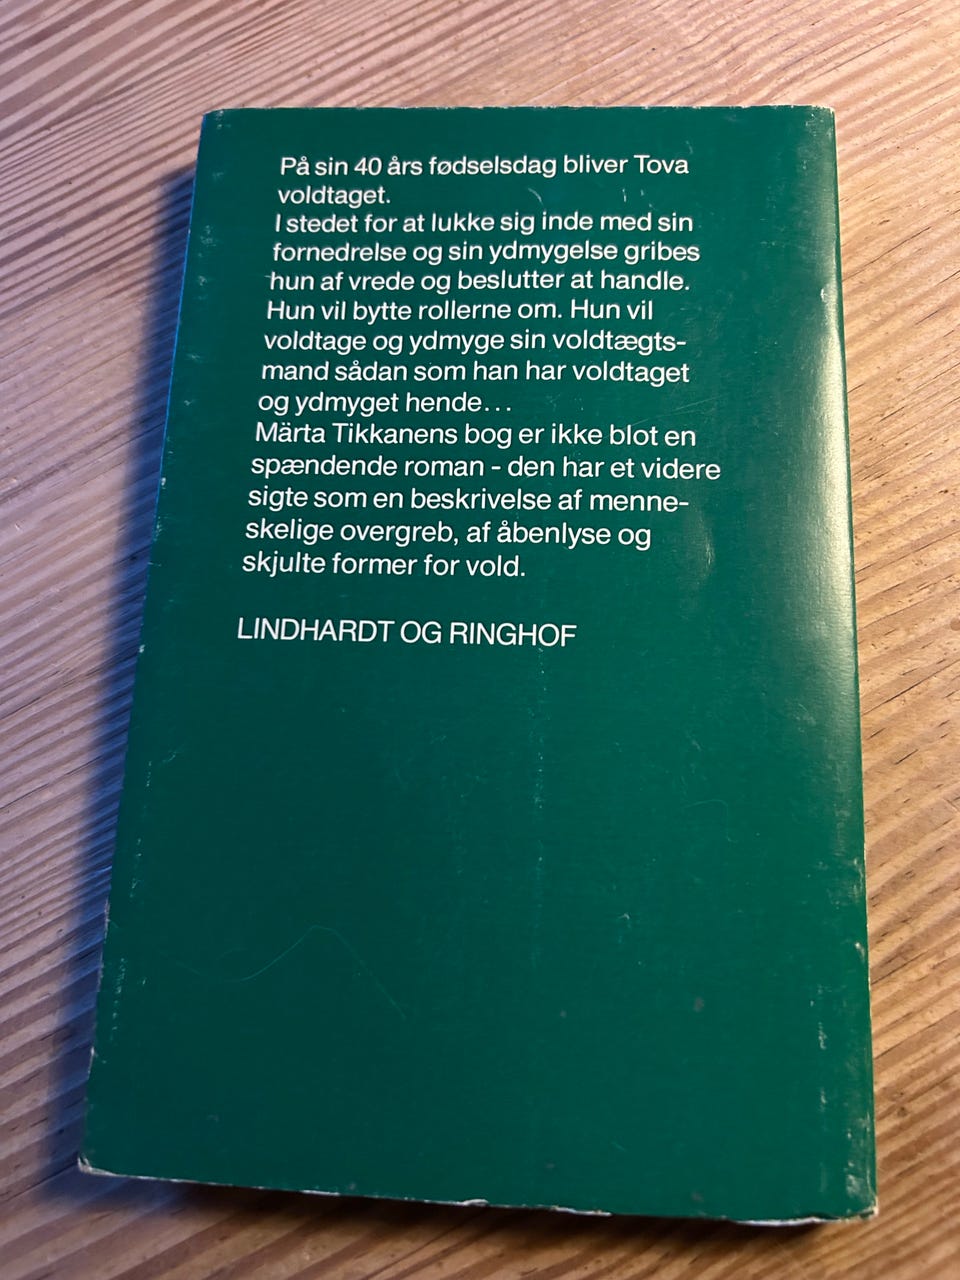 På sin 40 års fødselsdag bliver Tova
voldtaget.
I stedet for at lukke sig inde med sin
fornedrelse og sin ydmygelse gribes
hun af vrede og beslutter at handle.
Hun vil bytte rollerne om. Hun vil
voldtage og ydmyge sin voldtægts-
mand sådan som han har voldtaget
og ydmyget hende...
Märta Tikkanens bog er ikke blot en
spændende roman - den har et videre
sigte som en beskrivelse af menne-
skelige overgreb, af åbenlyse og
skjulte former for vold.
LINDHARDT OG RINGHOF